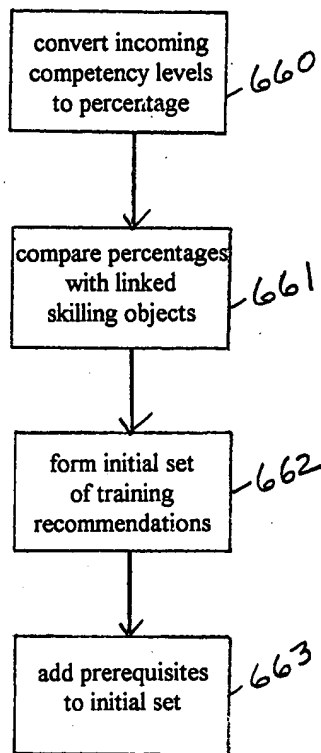 convert incoming
competency levels
to percentage
660
compare percentages
with linked
skilling objects
661
form initial set
of training
recommendations
662
add prerequisites
to initial set
663